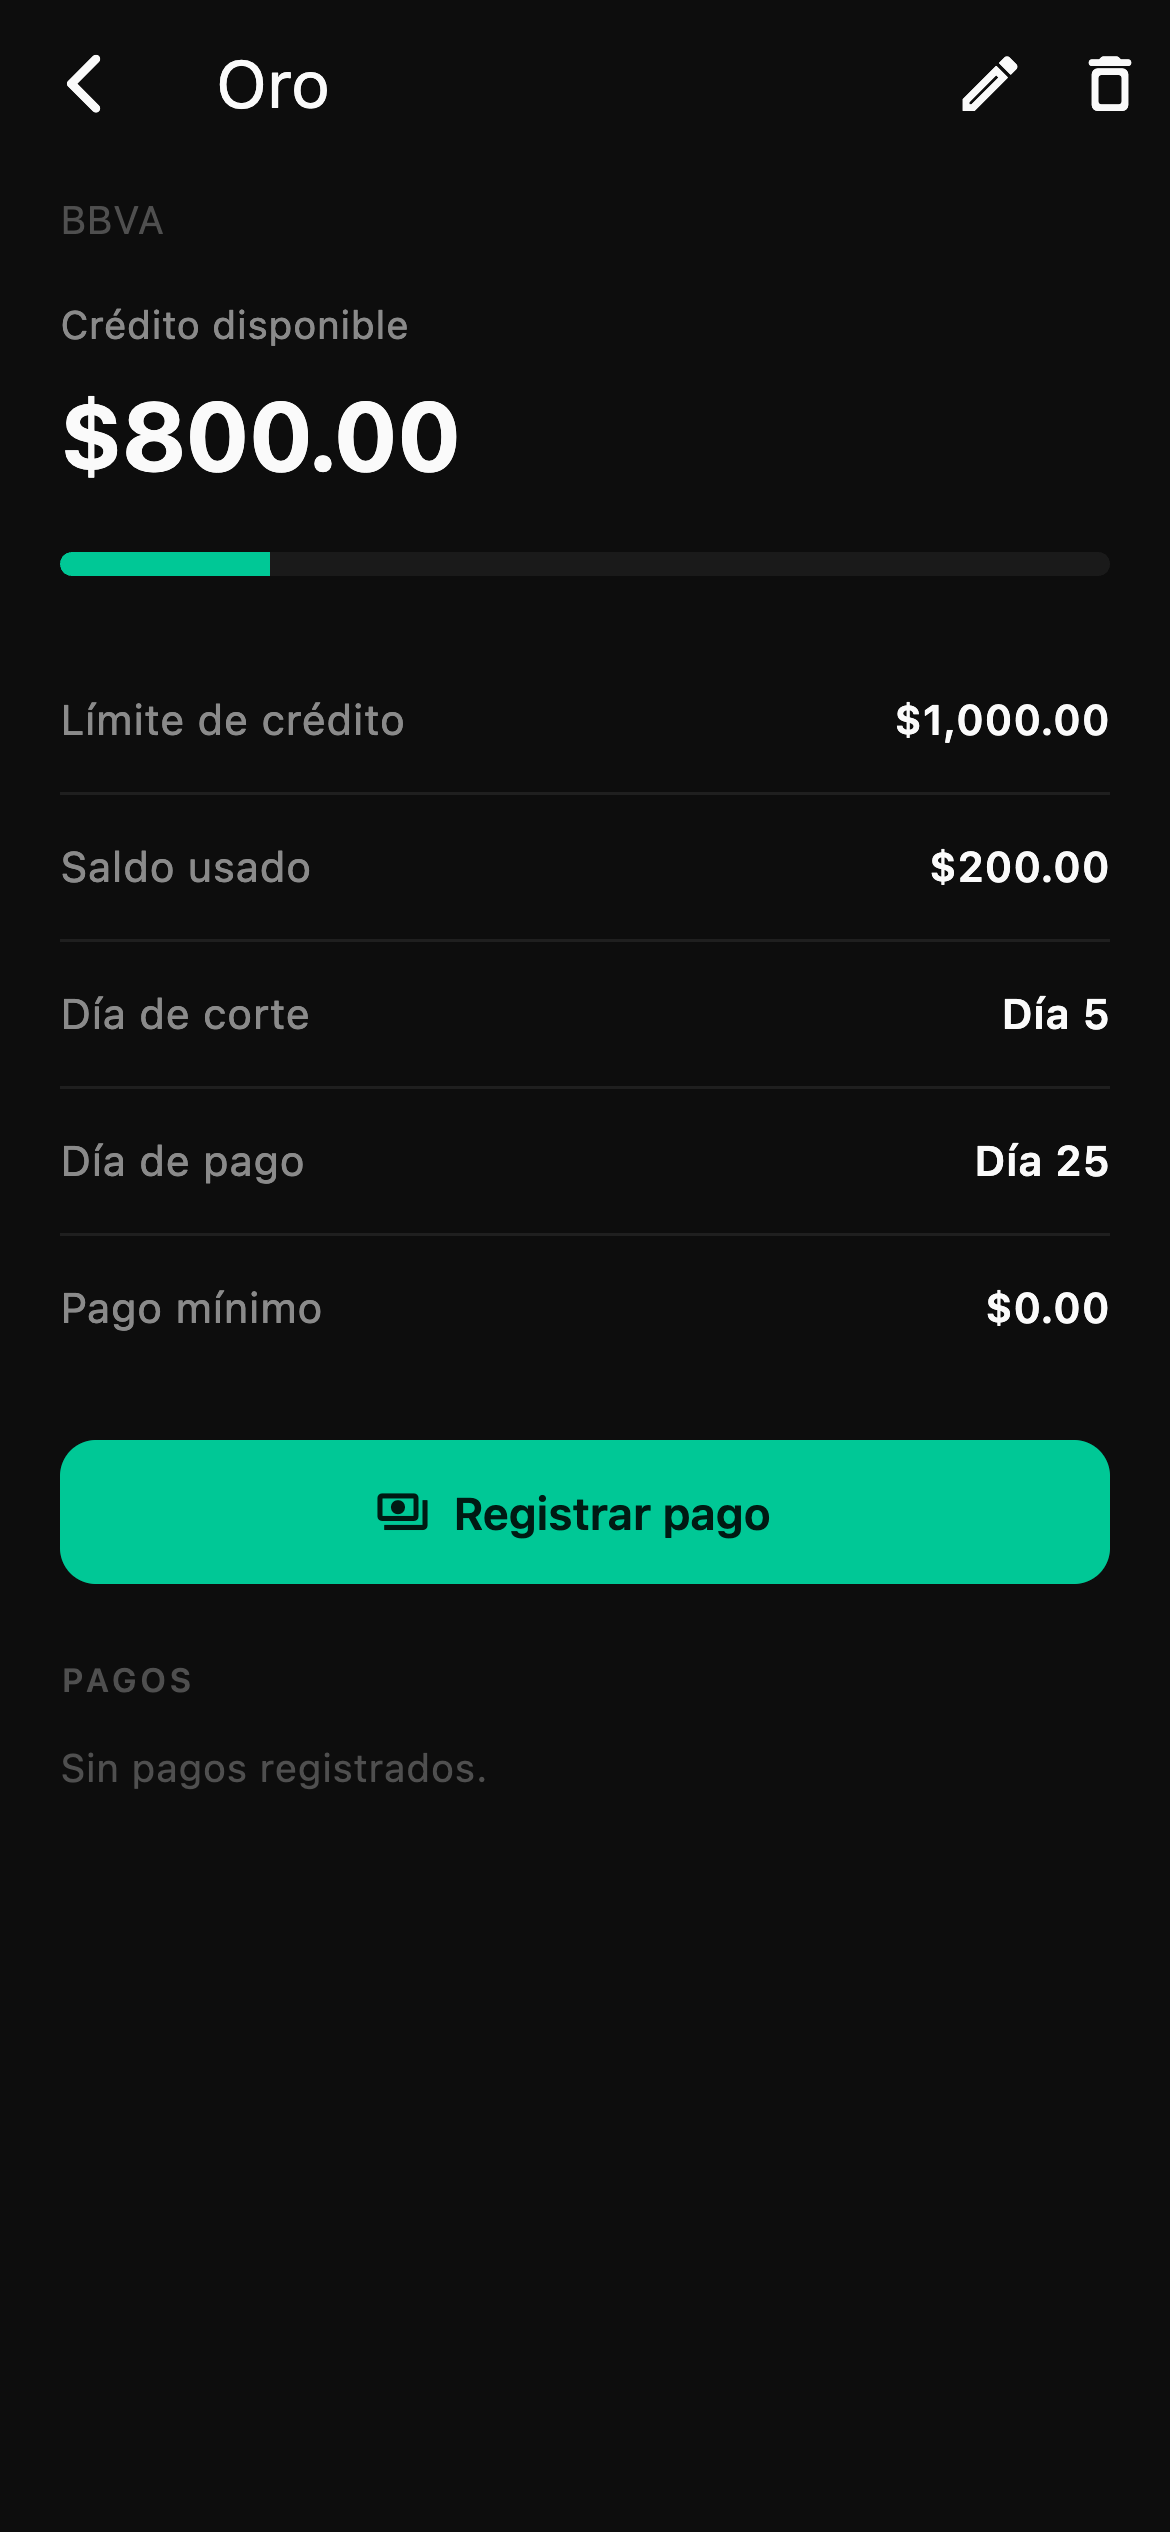 Oro
BBVA
Crédito disponible
$800.00
Límite de crédito $1,000.00
Saldo usado $200.00
Día de corte Día 5
Día de pago Día 25
Pago mínimo $0.00
Registrar pago
PAGOS
Sin pagos registrados.